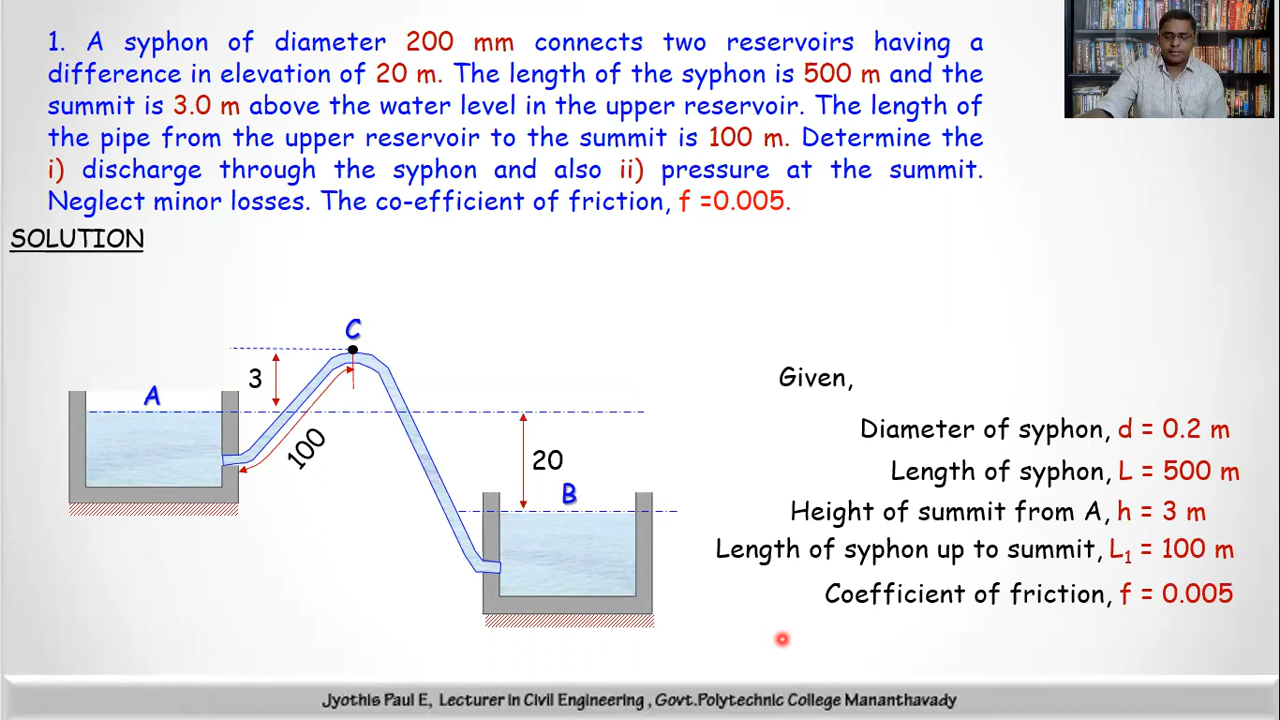 1. A syphon of diameter 200 mm connects two reservoirs having a
difference in elevation of 20 m. The length of the syphon is 500 m and the
summit is 3.0 m above the water level in the upper reservoir. The length of
the pipe from the upper reservoir to the summit is 100 m. Determine the
i) discharge through the syphon and also ii) pressure at the summit.
Neglect minor losses. The co-efficient of friction, f =0.005.
SOLUTION
C
3
A
100
20
B
Given,
Diameter of syphon, d = 0.2 m
Length of syphon, L = 500 m
Height of summit from A, h = 3 m
Length of syphon up to summit, L₁ = 100 m
Coefficient of friction, f = 0.005
Jyothis Paul E, Lecturer in Civil Engineering , Govt.Polytechnic College Mananthavady